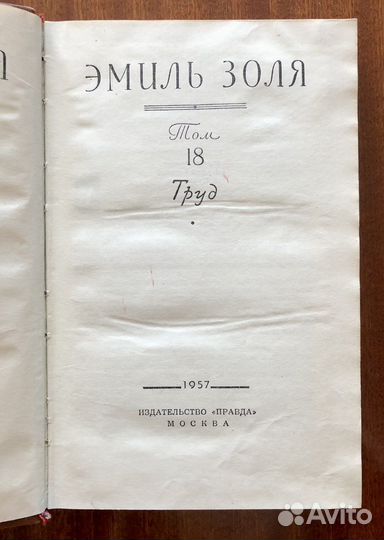 ЭМИЛЬ ЗОЛЯ
Том
18
Труд
1957
ИЗДАТЕЛЬСТВО «ПРАВДА»
МОСКВА
Avito